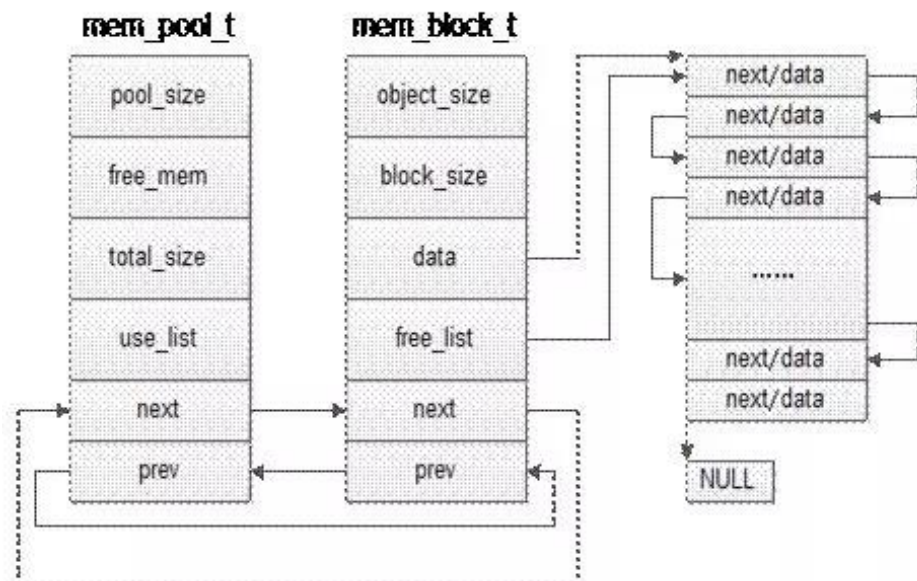 mem_pool_t
pool_size
free_mem
total_size
use_list
next
prev
mem_block_t
object_size
block_size
data
free_list
next
prev
next/data
next/data
next/data
next/data
......
next/data
next/data
NULL